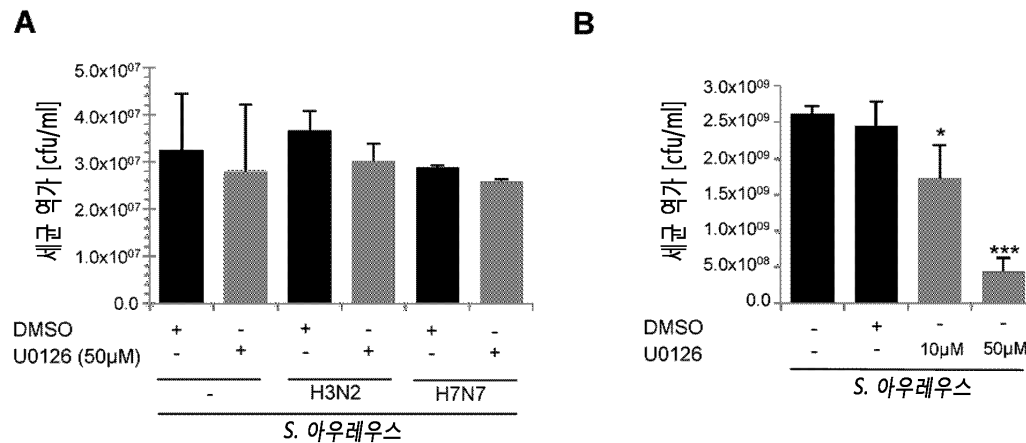 A
세균 역가 [cfu/ml]
5.0x10⁰⁷
4.0x10⁰⁷
3.0x10⁰⁷
2.0x10⁰⁷
1.0x10⁰⁷
0.0
DMSO + - + - + -
U0126 (50µM) - + - + - +
- H3N2 H7N7
S. 아우레우스
B
세균 역가 [cfu/ml]
3.0x10⁰⁹
2.5x10⁰⁹
2.0x10⁰⁹
1.5x10⁰⁹
1.0x10⁰⁹
5.0x10⁰⁸
0.0
*
***
DMSO - + - -
U0126 - - 10µM 50µM
S. 아우레우스